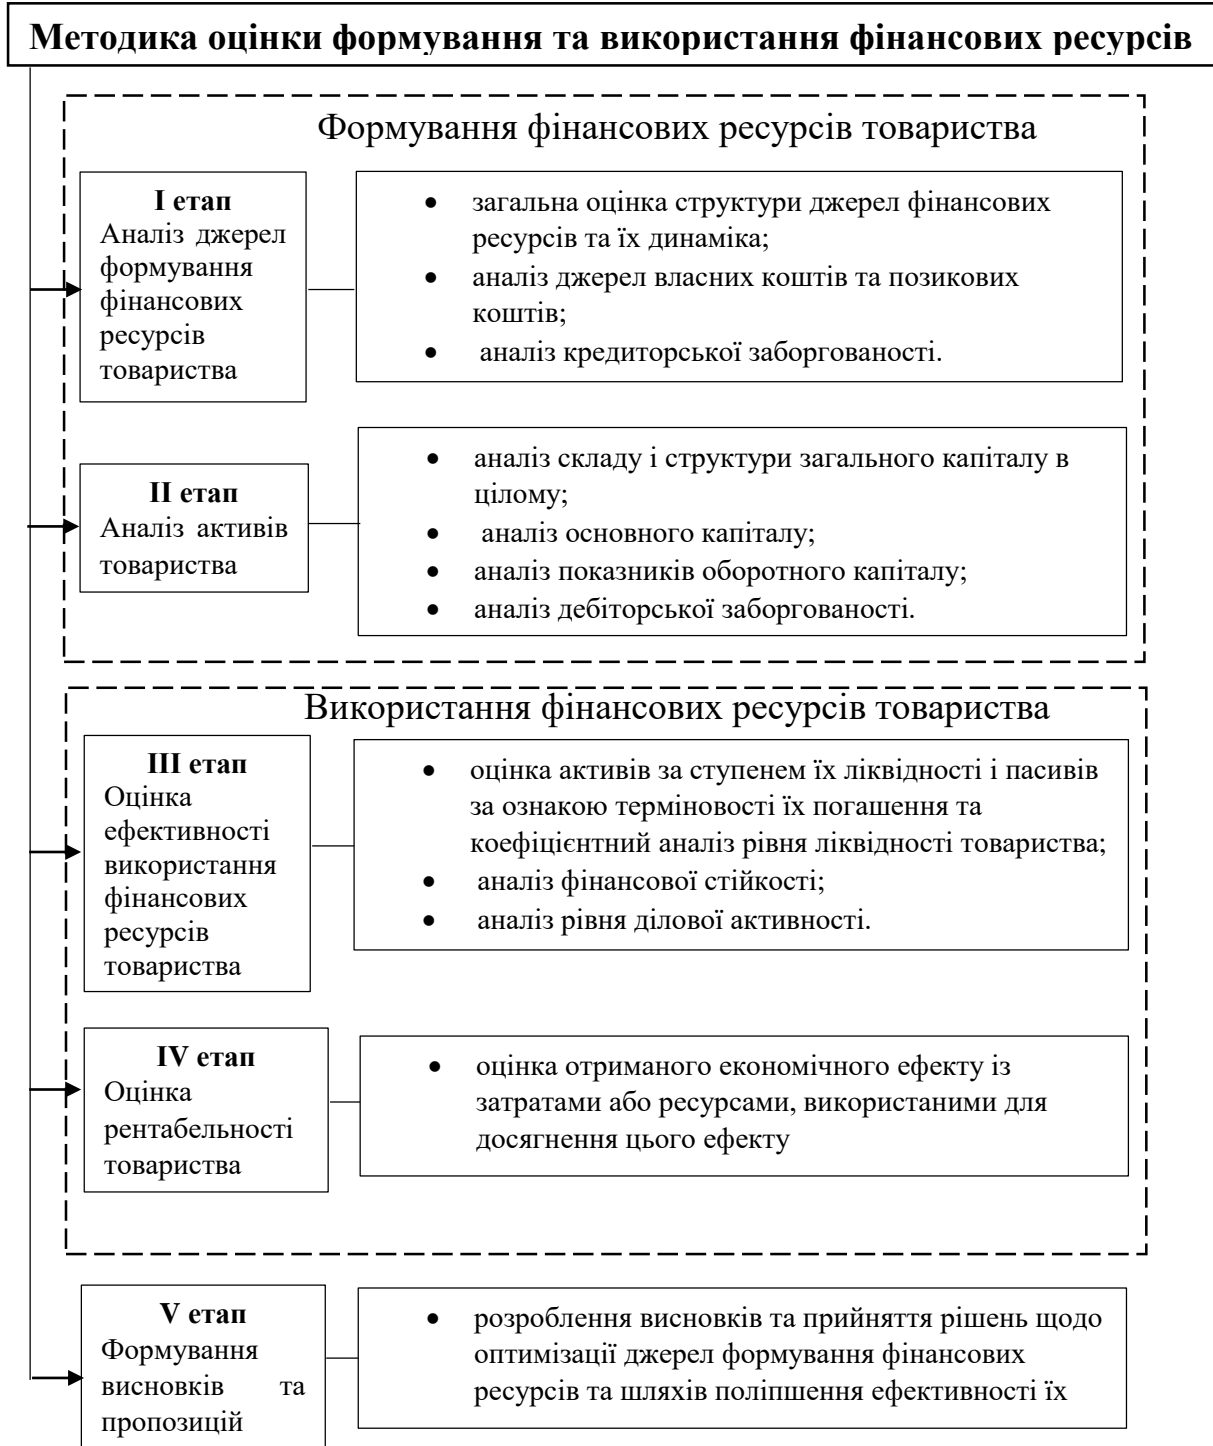 Методика оцінки формування та використання фінансових ресурсів
Формування фінансових ресурсів товариства
І етап
Аналіз джерел
формування
фінансових
ресурсів
товариства
• загальна оцінка структури джерел фінансових
ресурсів та їх динаміка;
• аналіз джерел власних коштів та позикових
коштів;
• аналіз кредиторської заборгованості.
ІІ етап
Аналіз активів
товариства
• аналіз складу і структури загального капіталу в
цілому;
• аналіз основного капіталу;
• аналіз показників оборотного капіталу;
• аналіз дебіторської заборгованості.
Використання фінансових ресурсів товариства
ІІІ етап
Оцінка
ефективності
використання
фінансових
ресурсів
товариства
• оцінка активів за ступенем їх ліквідності і пасивів
за ознакою терміновості їх погашення та
коефіцієнтний аналіз рівня ліквідності товариства;
• аналіз фінансової стійкості;
• аналіз рівня ділової активності.
IV етап
Оцінка
рентабельності
товариства
• оцінка отриманого економічного ефекту із
затратами або ресурсами, використаними для
досягнення цього ефекту
V етап
Формування
висновків та
пропозицій
• розроблення висновків та прийняття рішень щодо
оптимізації джерел формування фінансових
ресурсів та шляхів поліпшення ефективності їх